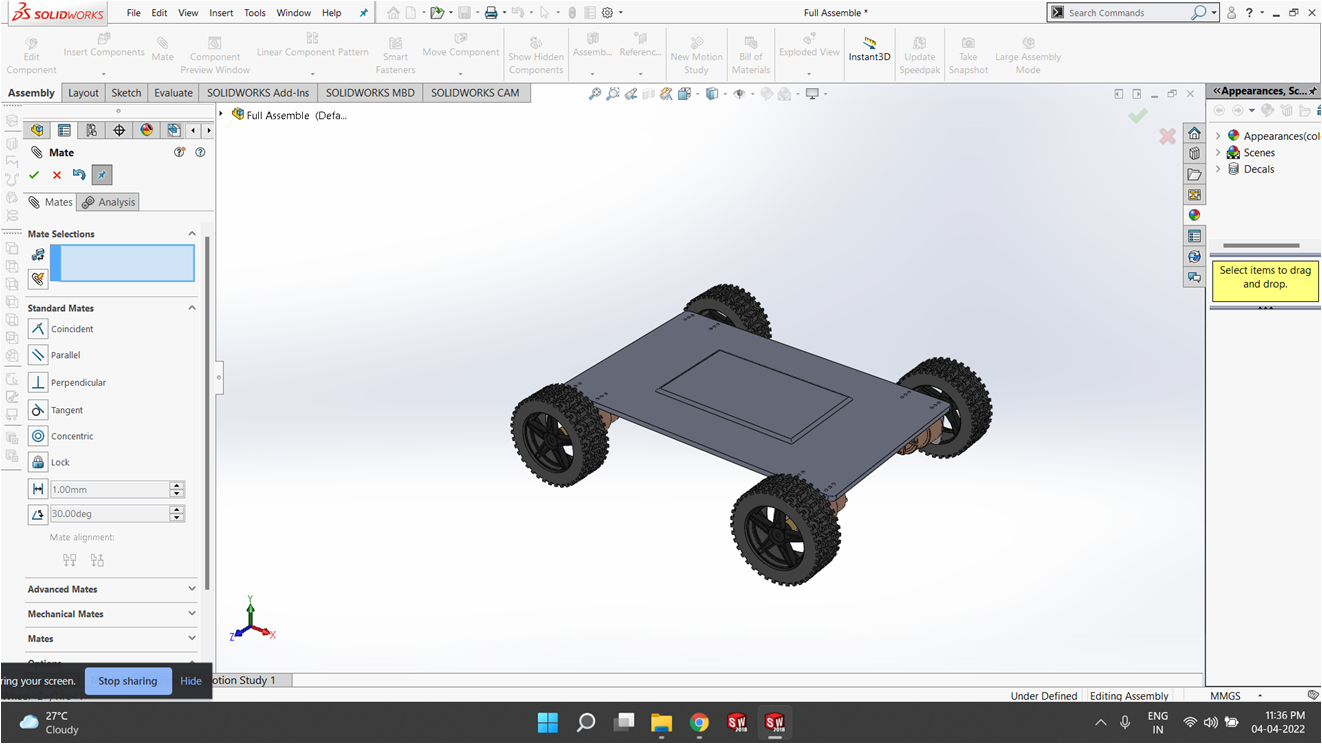 SOLIDWORKS File Edit View Insert Tools Window Help Full Assemble * Search Commands
Edit Component
Insert Components
Mate
Component Preview Window
Linear Component Pattern
Smart Fasteners
Move Component
Show Hidden Components
Assemb...
Referenc...
New Motion Study
Bill of Materials
Exploded View
Instant3D
Update Speedpak
Take Snapshot
Large Assembly Mode
Assembly Layout Sketch Evaluate SOLIDWORKS Add-Ins SOLIDWORKS MBD SOLIDWORKS CAM
Full Assemble (Defa...
Mate
Mates Analysis
Mate Selections
Standard Mates
Coincident
Parallel
Perpendicular
Tangent
Concentric
Lock
1.00mm
30.00deg
Mate alignment:
Advanced Mates
Mechanical Mates
Mates
Options
ring your screen. Stop sharing Hide
otion Study 1
Y
Z
X
Appearances, Sc...
Appearances(col
Scenes
Decals
Select items to drag
and drop.
Under Defined Editing Assembly MMGS
27°C
Cloudy
SW
2018
SW
2018
ENG
IN
11:36 PM
04-04-2022